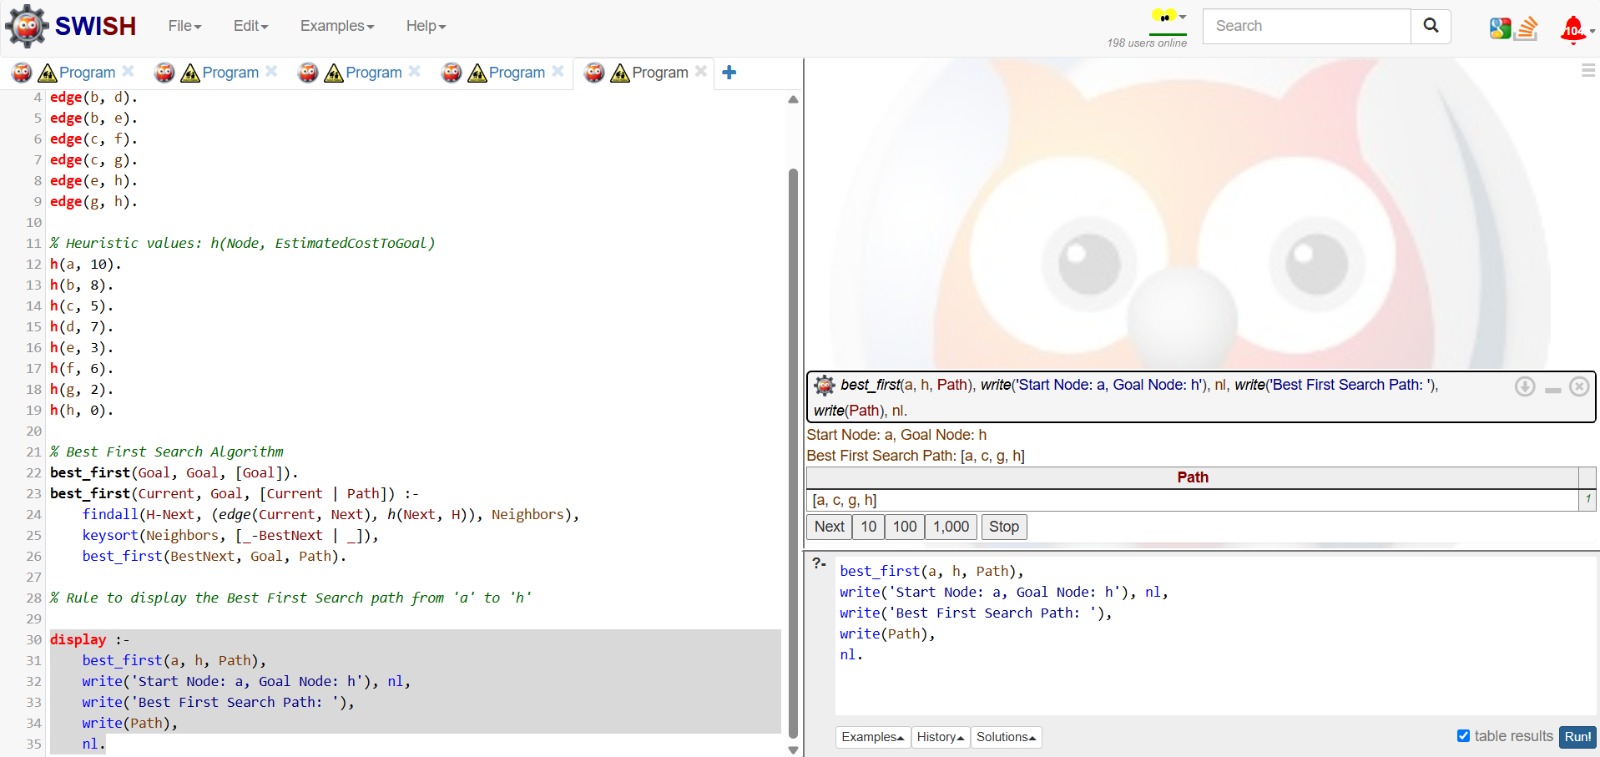 SWISH File Edit Examples Help 198 users online Search 104
Program Program Program Program Program
4 edge(b, d).
5 edge(b, e).
6 edge(c, f).
7 edge(c, g).
8 edge(e, h).
9 edge(g, h).
10
11 % Heuristic values: h(Node, EstimatedCostToGoal)
12 h(a, 10).
13 h(b, 8).
14 h(c, 5).
15 h(d, 7).
16 h(e, 3).
17 h(f, 6).
18 h(g, 2).
19 h(h, 0).
20
21 % Best First Search Algorithm
22 best_first(Goal, Goal, [Goal]).
23 best_first(Current, Goal, [Current | Path]) :-
24 findall(H-Next, (edge(Current, Next), h(Next, H)), Neighbors),
25 keysort(Neighbors, [_-BestNext | _]),
26 best_first(BestNext, Goal, Path).
27
28 % Rule to display the Best First Search path from 'a' to 'h'
29
30 display :-
31 best_first(a, h, Path),
32 write('Start Node: a, Goal Node: h'), nl,
33 write('Best First Search Path: '),
34 write(Path),
35 nl.
best_first(a, h, Path), write('Start Node: a, Goal Node: h'), nl, write('Best First Search Path: '),
write(Path), nl.
Start Node: a, Goal Node: h
Best First Search Path: [a, c, g, h]
Path
[a, c, g, h] 1
Next 10 100 1,000 Stop
?- best_first(a, h, Path),
write('Start Node: a, Goal Node: h'), nl,
write('Best First Search Path: '),
write(Path),
nl.
Examples History Solutions table results Run!